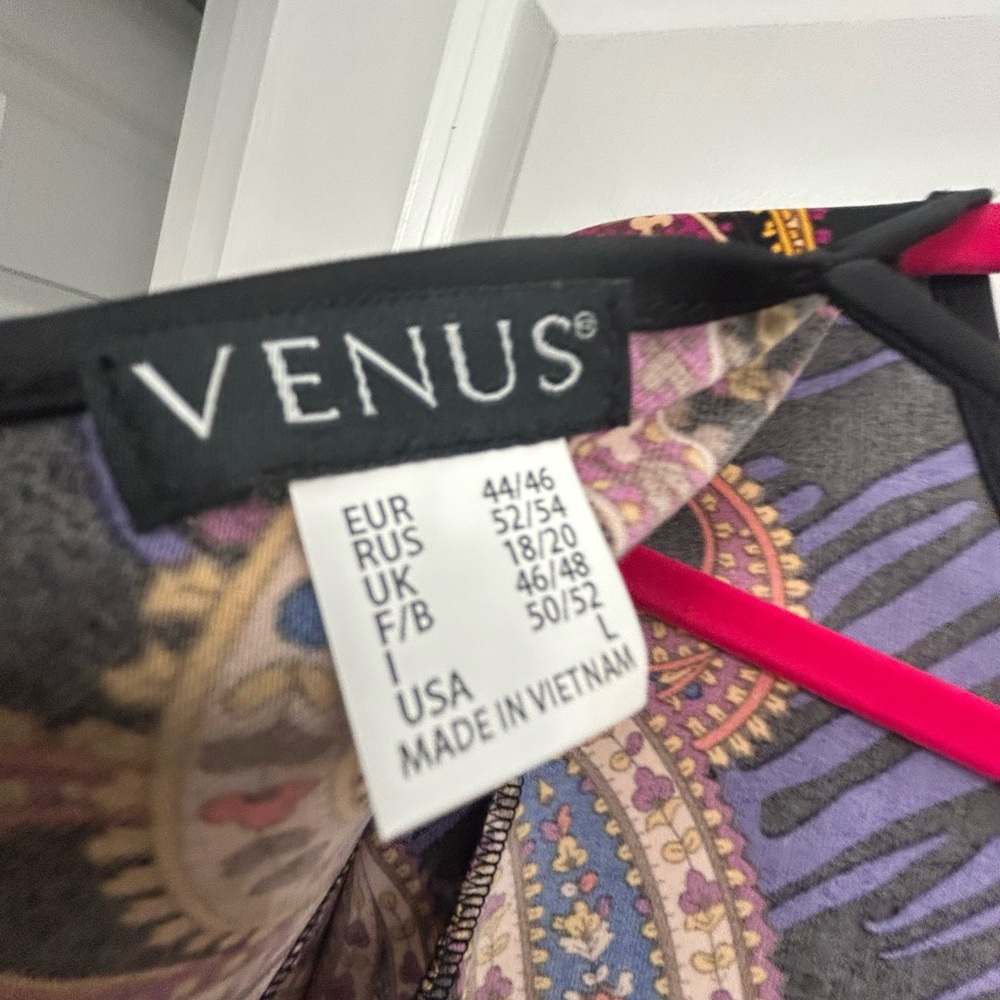 VENUS®
EUR 44/46
RUS 52/54
UK 18/20
F/B 46/48
I 50/52
USA L
MADE IN VIETNAM